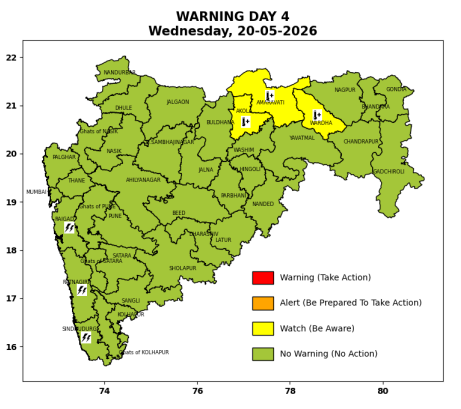 WARNING DAY 4
Wednesday, 20-05-2026
22
21
20
19
18
17
16
74
76
78
80
NANDURBAR
DHULE
JALGAON
AMARAVATI
NAGPUR
GONDIA
BHANDARA
AKOLA
BULDHANA
WARDHA
Ghats of NASIK
YAVATMAL
CHANDRAPUR
PALGHAR
NASIK
WASHIM
JALNA
HINGOLI
GADCHIROLI
THANE
AHILYANAGAR
MUMBAI
PARBHANI
NANDED
Ghats of PUNE
BEED
RAIGAD
PUNE
DHARASHIV
LATUR
SATARA
Ghats of SATARA
SHOLAPUR
RATNAGIRI
SANGLI
KOLHAPUR
SINDHUDURG
Ghats of KOLHAPUR
Warning (Take Action)
Alert (Be Prepared To Take Action)
Watch (Be Aware)
No Warning (No Action)